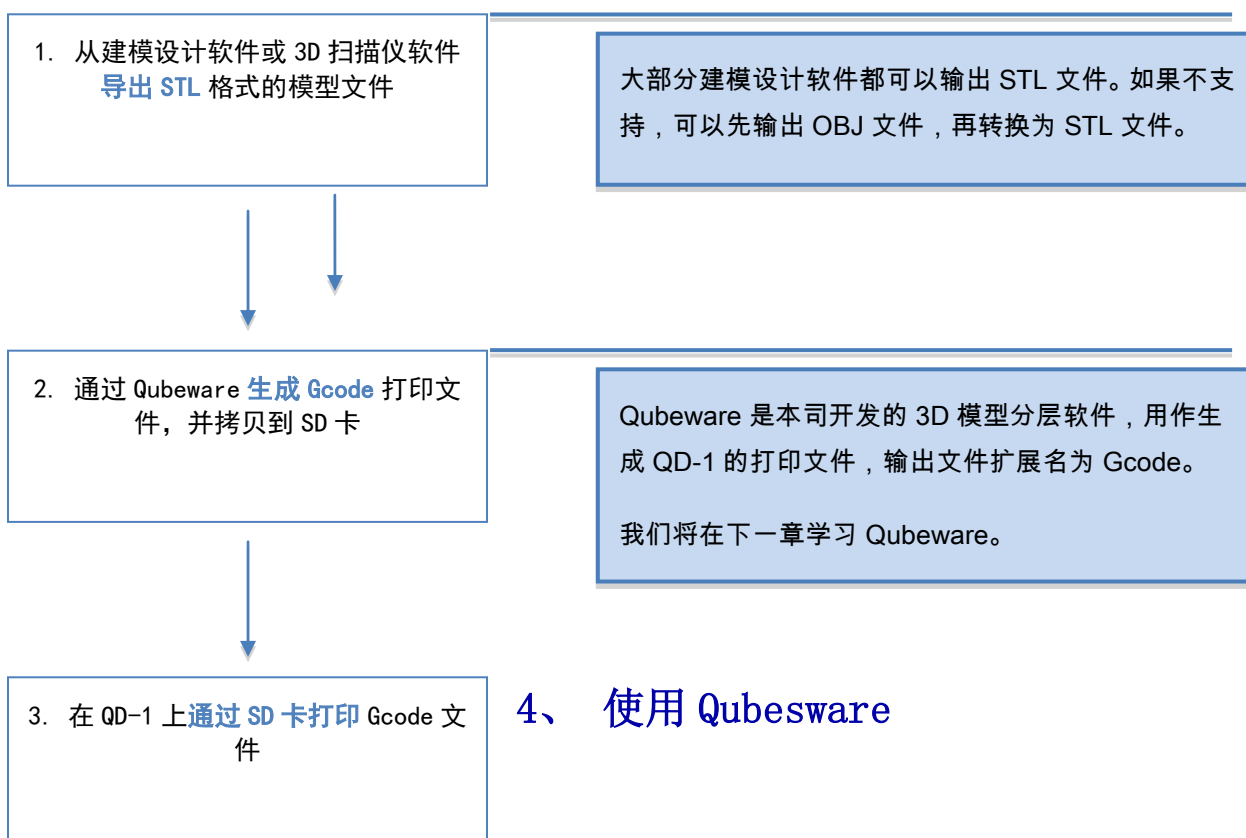 1. 从建模设计软件或 3D 扫描仪软件
导出 STL 格式的模型文件
大部分建模设计软件都可以输出 STL 文件。如果不支
持，可以先输出 OBJ 文件，再转换为 STL 文件。
2. 通过 Qubeware 生成 Gcode 打印文
件，并拷贝到 SD 卡
Qubeware 是本司开发的 3D 模型分层软件，用作生
成 QD-1 的打印文件，输出文件扩展名为 Gcode。
我们将在下一章学习 Qubeware。
3. 在 QD-1 上通过 SD 卡打印 Gcode 文
件
4、 使用 Qubesware